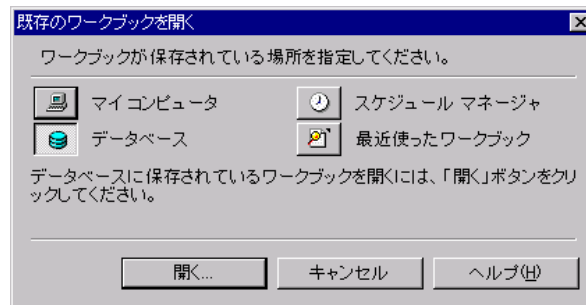 既存のワークブックを開く
ワークブックが保存されている場所を指定してください。
マイコンピュータ
スケジュール マネージャ
データベース
最近使ったワークブック
データベースに保存されているワークブックを開くには、「開く」ボタンをクリ
ックしてください。
開く...
キャンセル
ヘルプ(H)